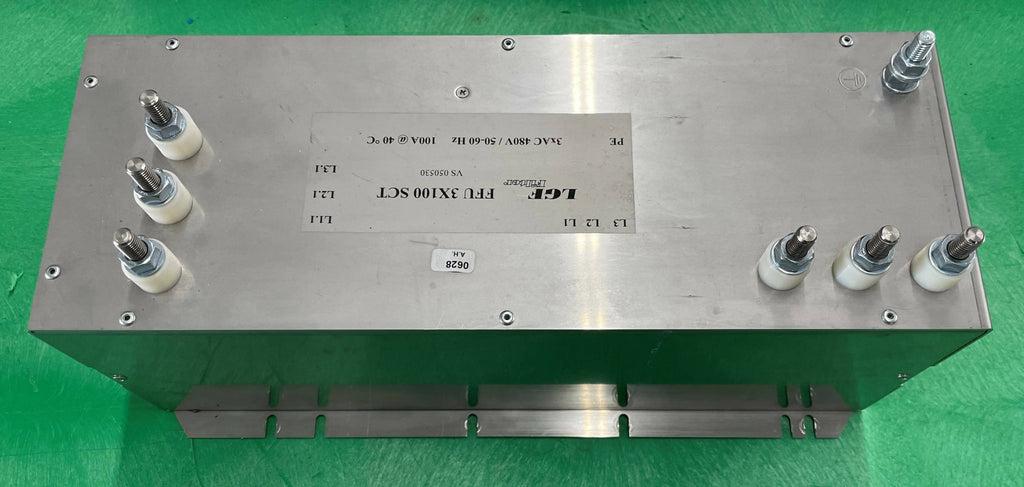 L3 L2 L1
L1.1
LGF
Filter
FFU 3X100 SCT
L2.1
VS 050530
L3.1
PE
3xAC 480V / 50-60 Hz 100A @ 40 °C
0628
A.H.